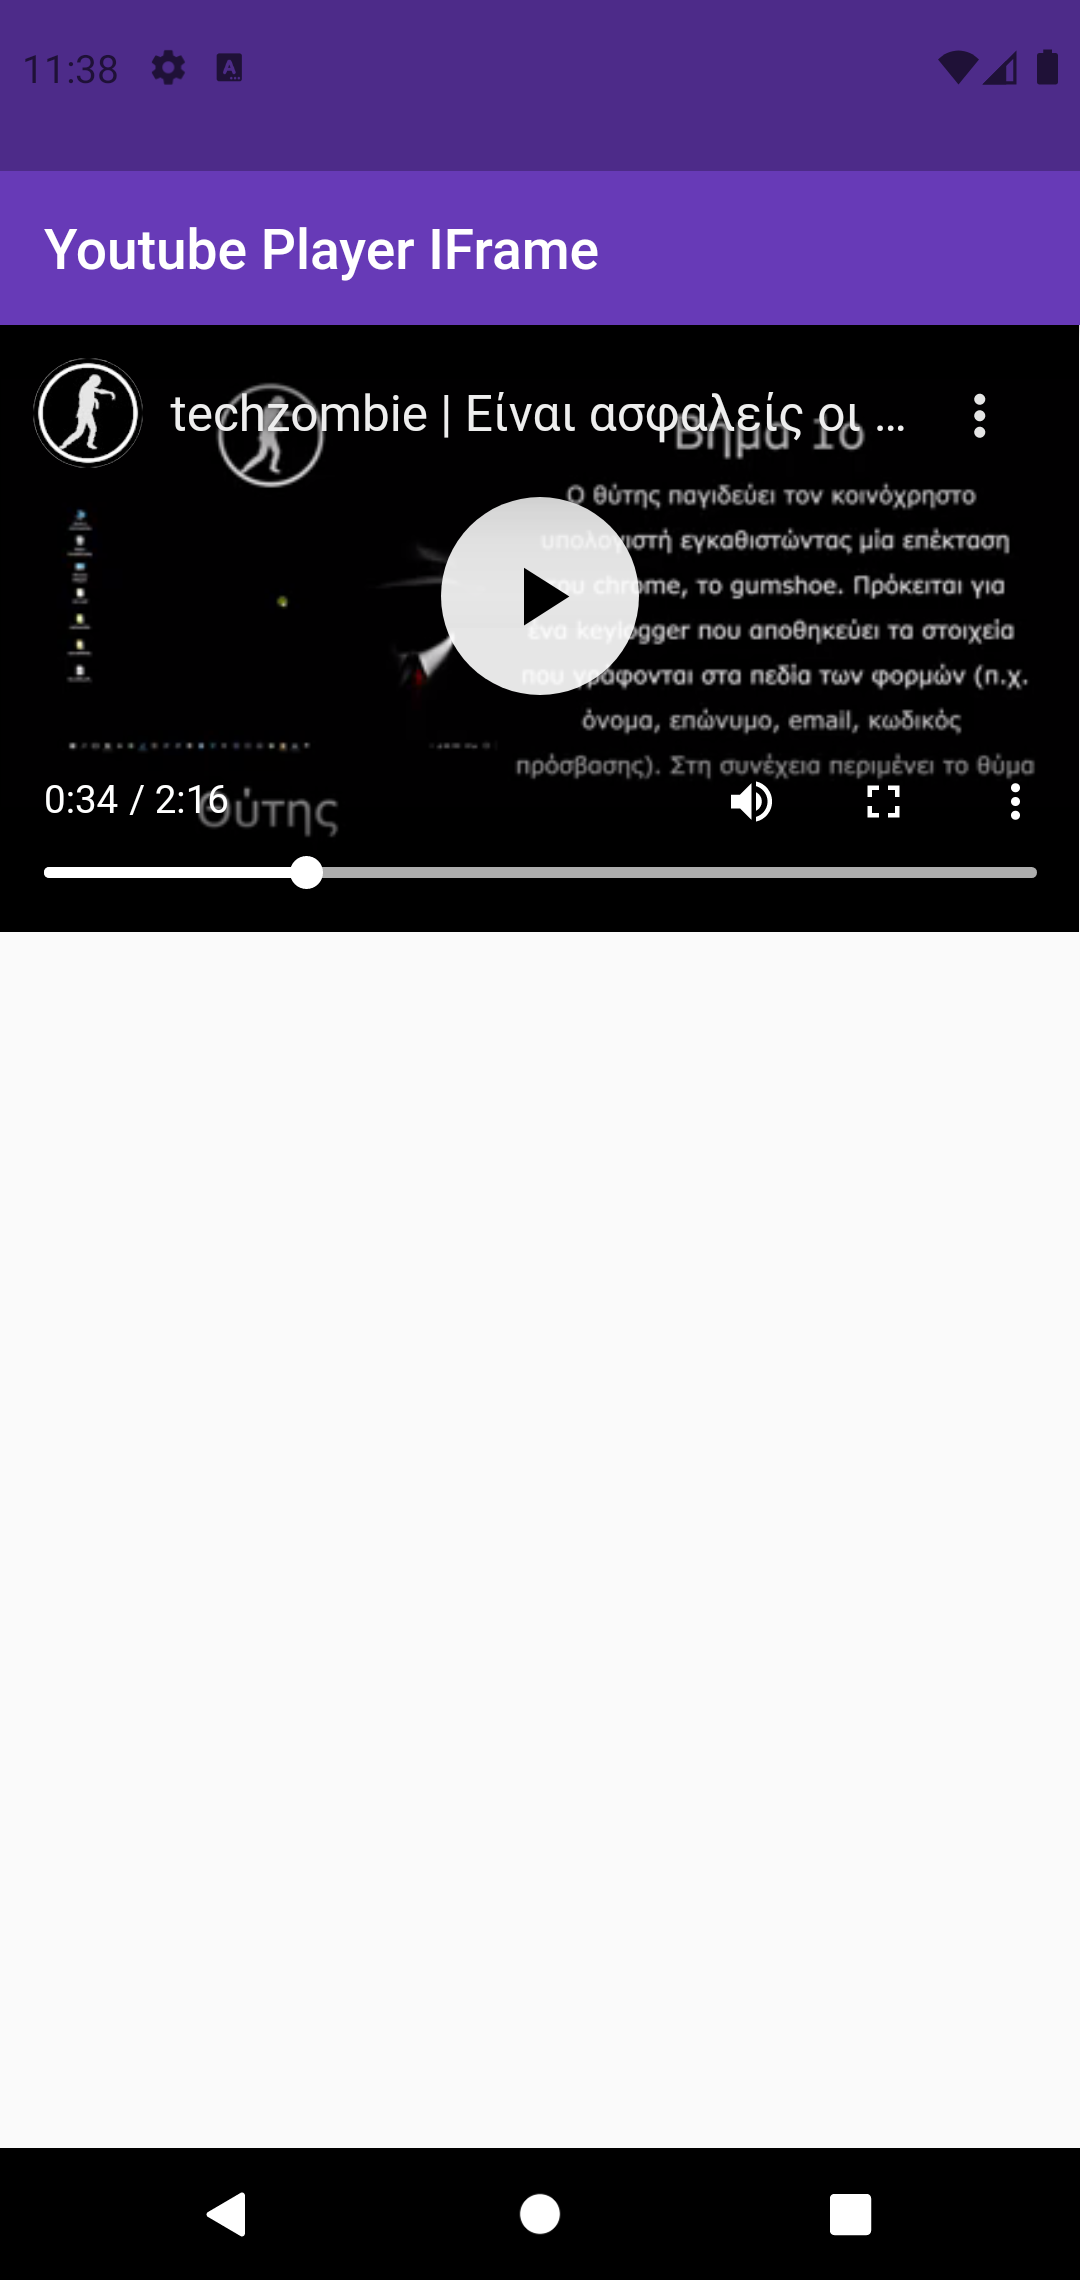 11:38
Youtube Player IFrame
techzombie | Είναι ασφαλείς οι ...
Βήμα 1ο
Ο θύτης παγιδεύει τον κοινόχρηστο
υπολογιστή εγκαθιστώντας μία επέκταση
του chrome, το gumshoe. Πρόκειται για
ένα keylogger που αποθηκεύει τα στοιχεία
που γράφονται στα πεδία των φορμών (π.χ.
όνομα, επώνυμο, email, κωδικός
πρόσβασης). Στη συνέχεια περιμένει το θύμα
0:34 / 2:16
Θύτης